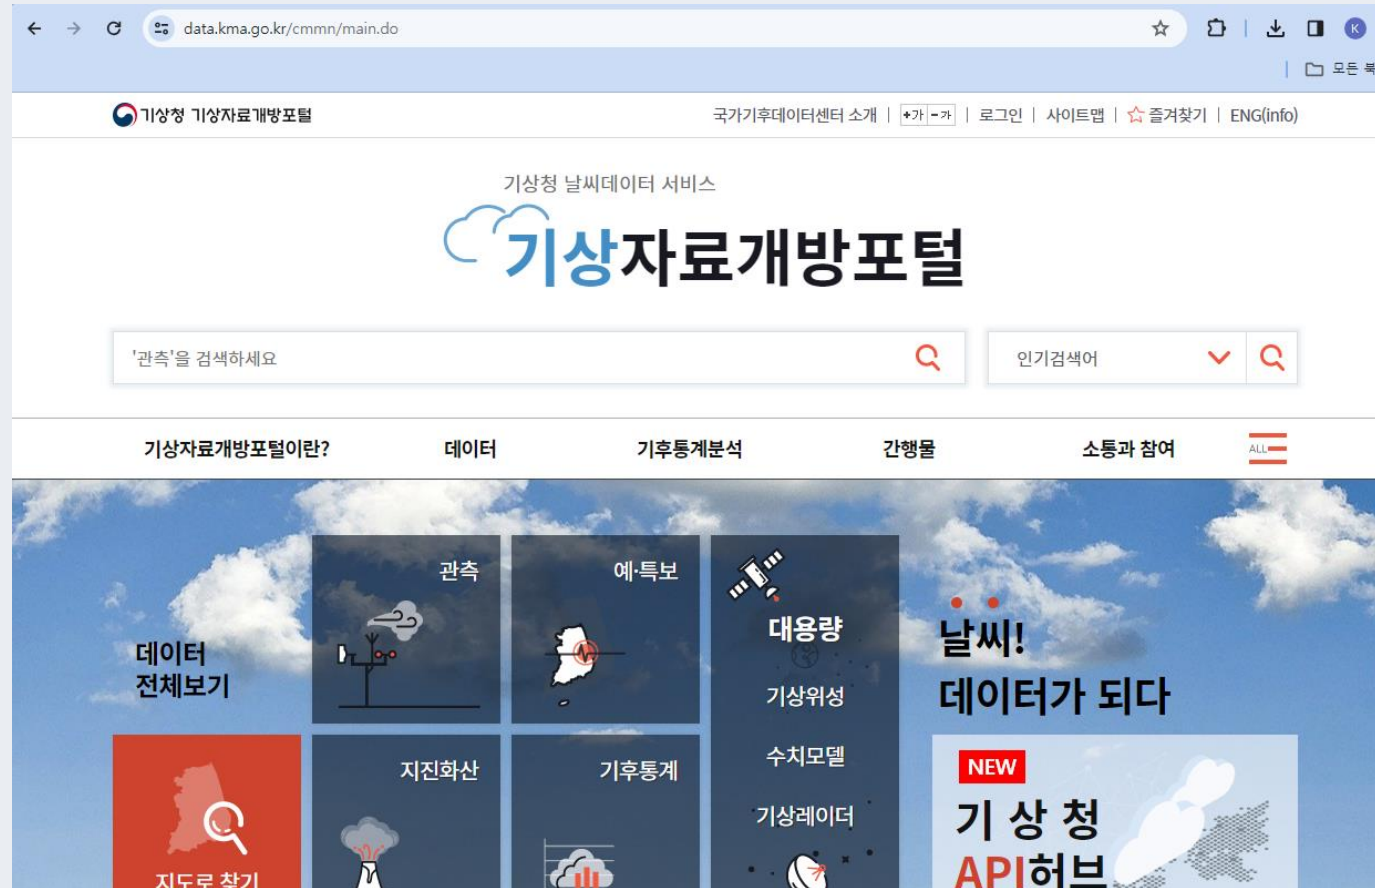 data.kma.go.kr/cmmn/main.do
K
모든 북
기상청 기상자료개방포털
국가기후데이터센터 소개 | +가 -가 | 로그인 | 사이트맵 | 즐겨찾기 | ENG(info)
기상청 날씨데이터 서비스
기상자료개방포털
'관측'을 검색하세요
인기검색어
기상자료개방포털이란?
데이터
기후통계분석
간행물
소통과 참여
ALL
데이터
전체보기
관측
예·특보
대용량
기상위성
수치모델
기상레이더
지진화산
기후통계
지도로 찾기
날씨!
데이터가 되다
NEW
기 상 청
API허브